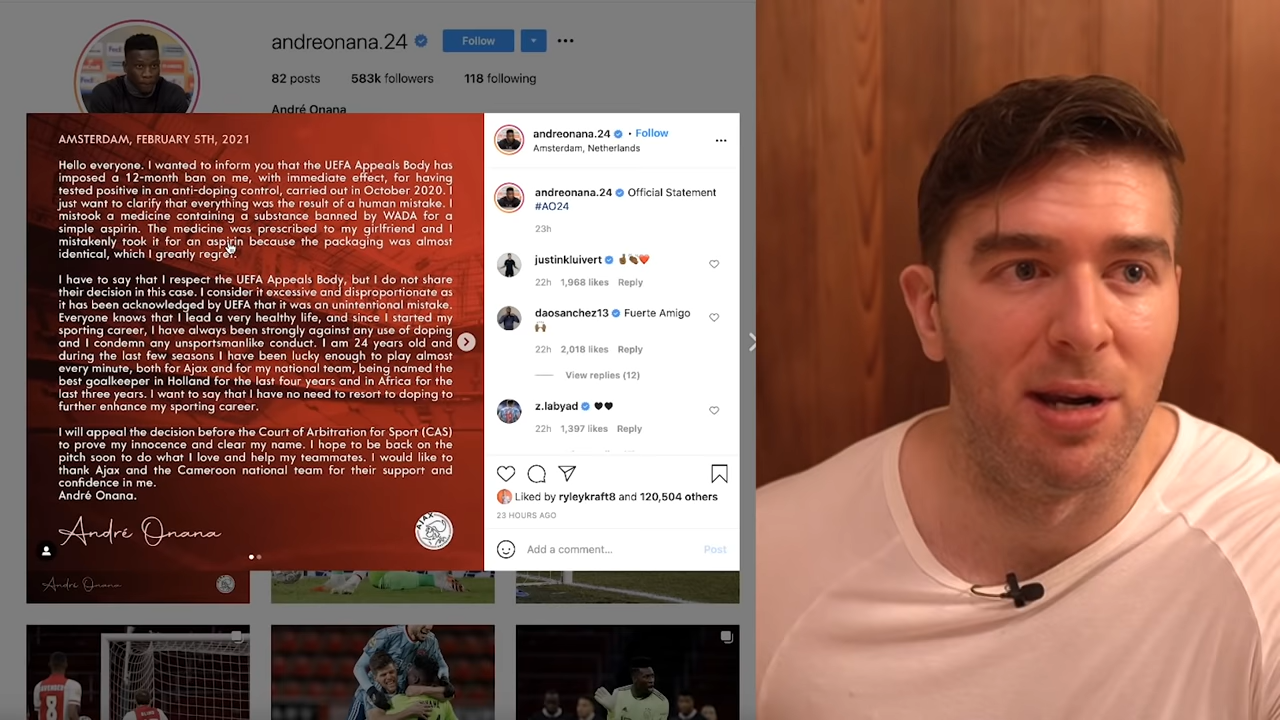 andreonana.24
Follow
82 posts
583k followers
118 following
André Onana
AMSTERDAM, FEBRUARY 5TH, 2021
Hello everyone. I wanted to inform you that the UEFA Appeals Body has
imposed a 12-month ban on me, with immediate effect, for having
tested positive in an anti-doping control, carried out in October 2020. I
just want to clarify that everything was the result of a human mistake. I
mistook a medicine containing a substance banned by WADA for a
simple aspirin. The medicine was prescribed to my girlfriend and I
mistakenly took it for an aspirin because the packaging was almost
identical, which I greatly regret.
I have to say that I respect the UEFA Appeals Body, but I do not share
their decision in this case. I consider it excessive and disproportionate as
it has been acknowledged by UEFA that it was an unintentional mistake.
Everyone knows that I lead a very healthy life, and since I started my
sporting career, I have always been strongly against any use of doping
and I condemn any unsportsmanlike conduct. I am 24 years old and
during the last few seasons I have been lucky enough to play almost
every minute, both for Ajax and for my national team, being named the
best goalkeeper in Holland for the last four years and in Africa for the
last three years. I want to say that I have no need to resort to doping to
further enhance my sporting career.
I will appeal the decision before the Court of Arbitration for Sport (CAS)
to prove my innocence and clear my name. I hope to be back on the
pitch soon to do what I love and help my teammates. I would like to
thank Ajax and the Cameroon national team for their support and
confidence in me.
André Onana.
André Onana
AJAX
André Onana
andreonana.24 • Follow
Amsterdam, Netherlands
andreonana.24 Official Statement
#AO24
23h
justinkluivert
22h 1,968 likes Reply
daosanchez13 Fuerte Amigo
22h 2,018 likes Reply
View replies (12)
z.labyad
22h 1,397 likes Reply
Liked by ryleykraft8 and 120,504 others
23 HOURS AGO
Add a comment...
Post
8